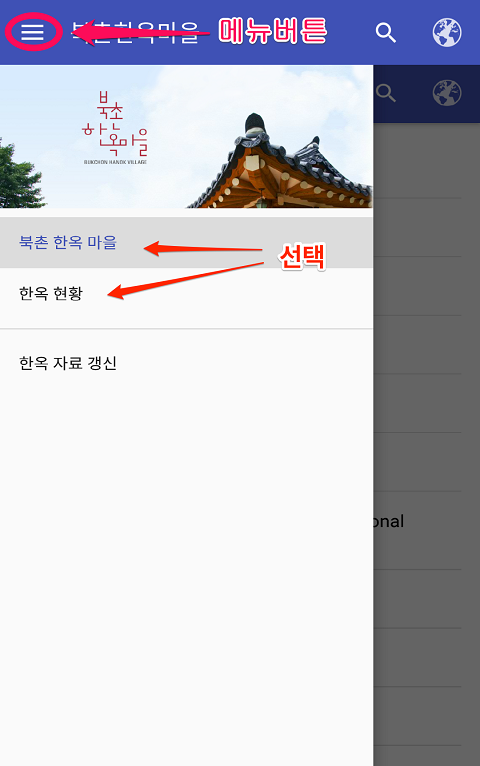 북촌한옥마을 메뉴버튼
북촌
한옥마을
BUKCHON HANOK VILLAGE
북촌 한옥 마을
선택
한옥 현황
한옥 자료 갱신
onal